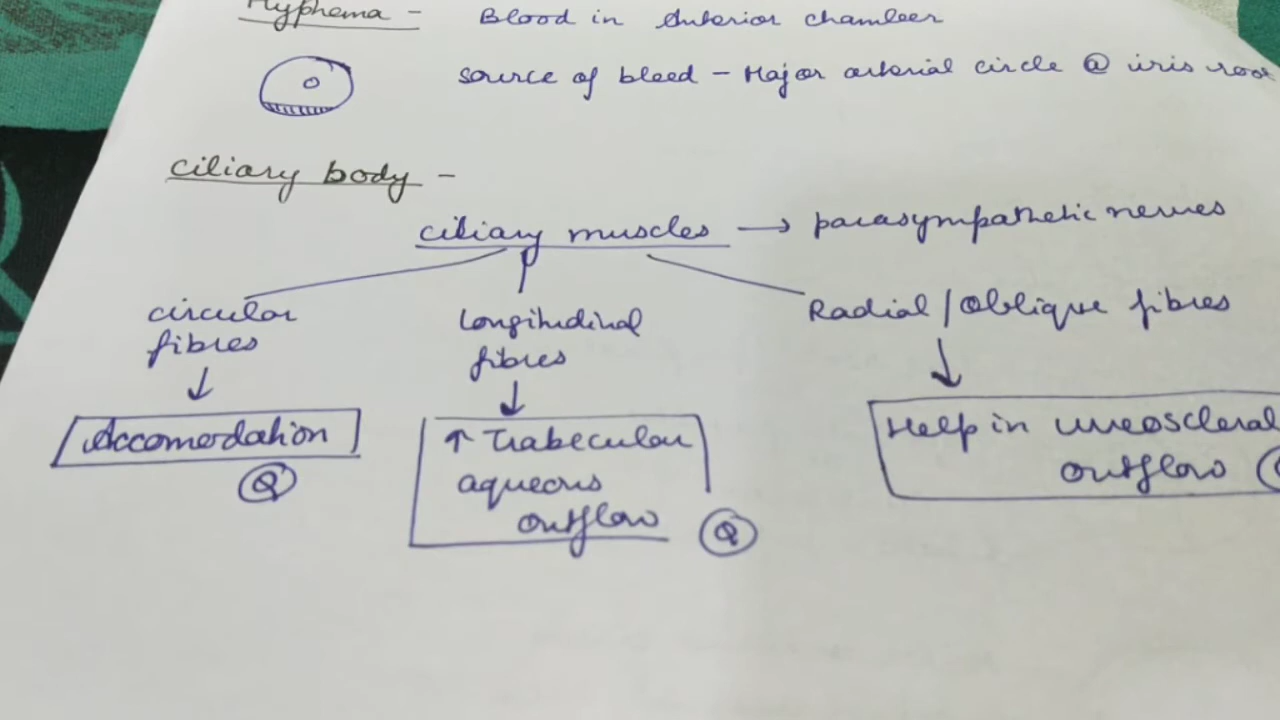 Hyphema - Blood in Anterior chamber
source of bleed - Major arterial circle @ iris root
ciliary body -
ciliary muscles → parasympathetic nerves
circular
fibres
↓
Accomodation
Q
Longitudinal
fibres
↓
↑ Trabecular
aqueous
outflow
Q
Radial / oblique fibres
↓
Help in uveoscleral
outflow